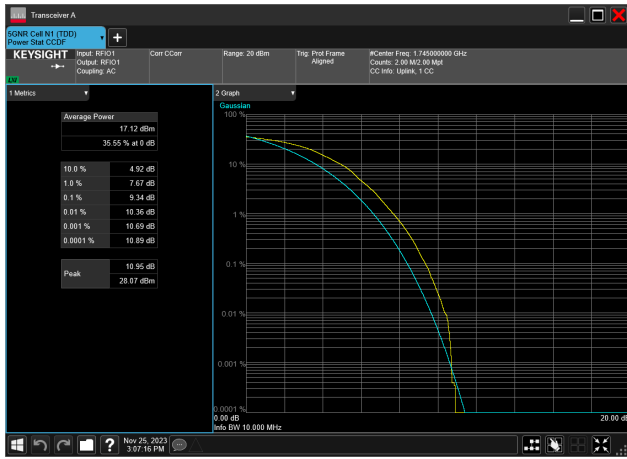 Transceiver A
5GNR Cell N1 (TDD)
Power Stat CCDF
KEYSIGHT
LXI
Input: RFIO1
Output: RFIO1
Coupling: AC
Corr CCorr
Range: 20 dBm
Trig: Prot Frame
Aligned
#Center Freq: 1.745000000 GHz
Counts: 2.00 M/2.00 Mpt
CC Info: Uplink, 1 CC
1 Metrics
Average Power
17.12 dBm
35.55 % at 0 dB
10.0 % 4.92 dB
1.0 % 7.67 dB
0.1 % 9.34 dB
0.01 % 10.36 dB
0.001 % 10.69 dB
0.0001 % 10.89 dB
Peak
10.95 dB
28.07 dBm
2 Graph
Gaussian
100 %
10 %
1 %
0.1 %
0.01 %
0.001 %
0.0001 %
0.00 dB
20.00 dB
Info BW 10.000 MHz
Nov 25, 2023
3:07:16 PM